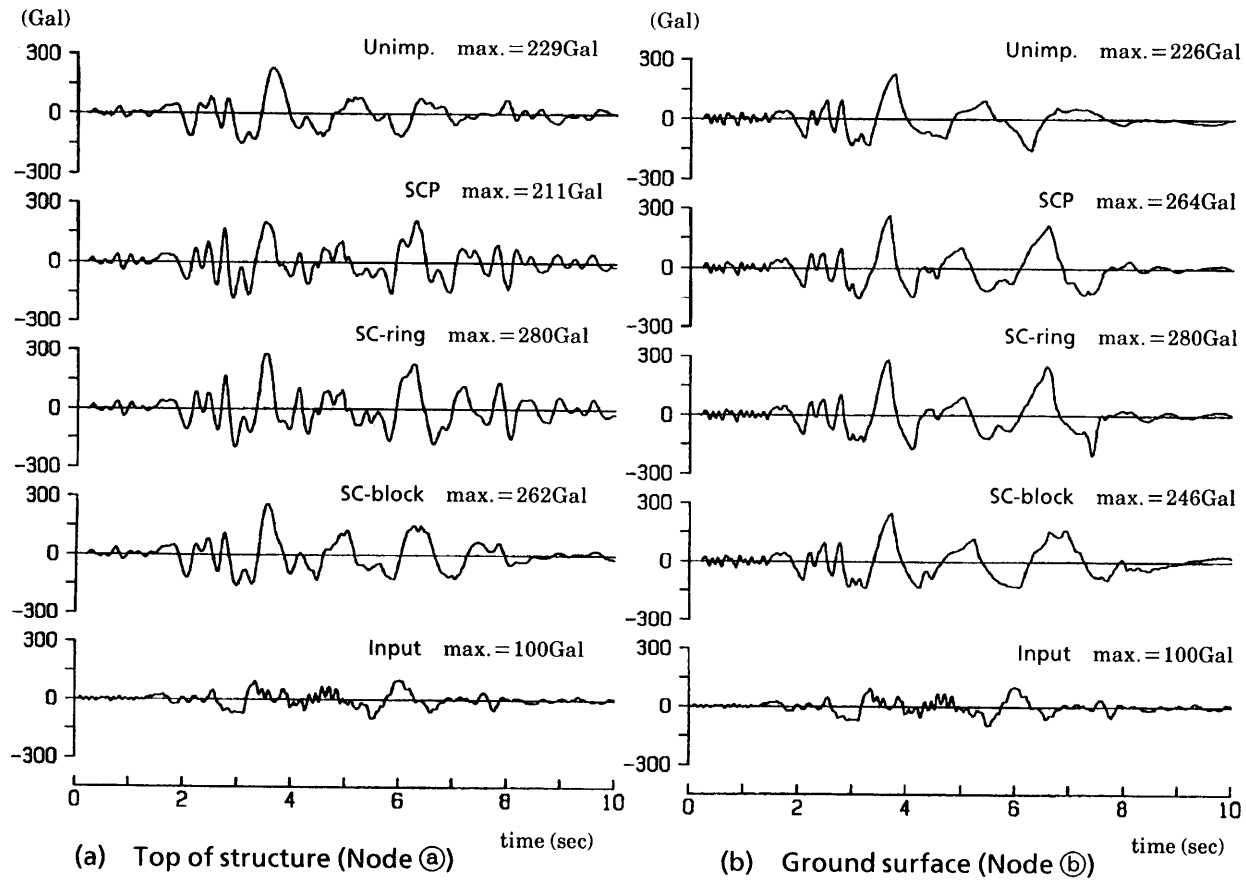 (Gal)
Unimp. max.=229Gal
300
0
-300
SCP max.=211Gal
300
0
-300
SC-ring max.=280Gal
300
0
-300
SC-block max.=262Gal
300
0
-300
Input max.=100Gal
300
0
-300
0 2 4 6 8 10
time (sec)
(a) Top of structure (Node ⓐ)
(Gal)
Unimp. max.=226Gal
300
0
-300
SCP max.=264Gal
300
0
-300
SC-ring max.=280Gal
300
0
-300
SC-block max.=246Gal
300
0
-300
Input max.=100Gal
300
0
-300
0 2 4 6 8 10
time (sec)
(b) Ground surface (Node ⓑ)